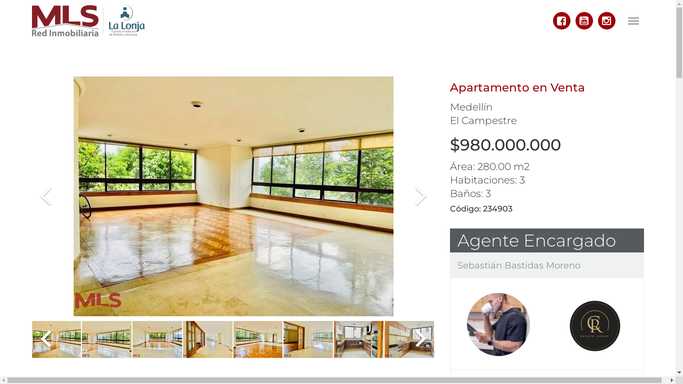 MLS
Red Inmobiliaria
La Lonja
Apartamento en Venta
Medellín
El Campestre
$980.000.000
Área: 280.00 m2
Habitaciones: 3
Baños: 3
Código: 234903
Agente Encargado
Sebastián Bastidas Moreno
MLS